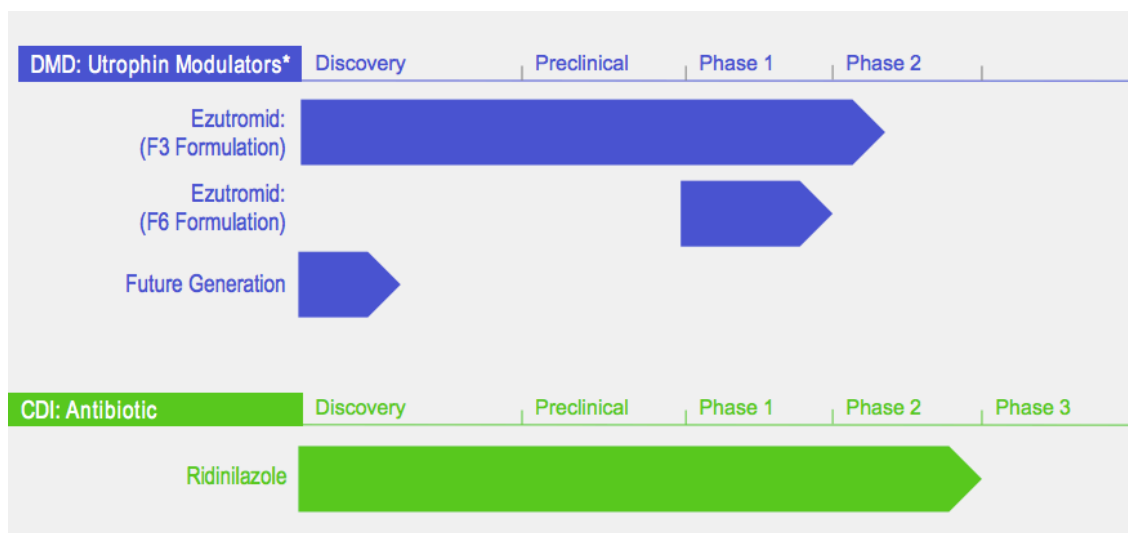 DMD: Utrophin Modulators* Discovery Preclinical Phase 1 Phase 2
Ezutromid:
(F3 Formulation)
Ezutromid:
(F6 Formulation)
Future Generation
CDI: Antibiotic Discovery Preclinical Phase 1 Phase 2 Phase 3
Ridinilazole